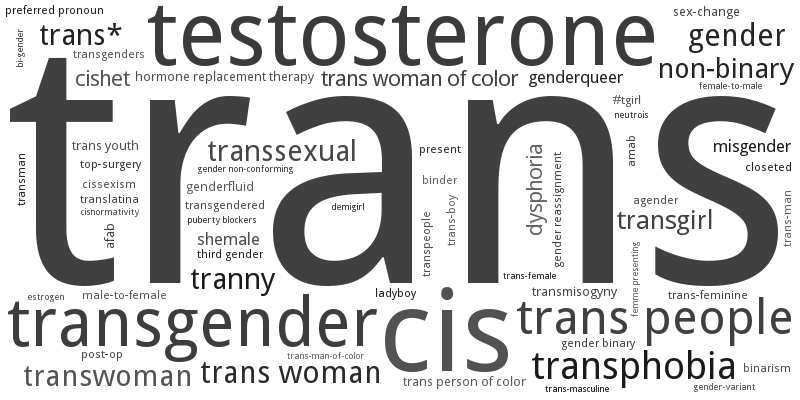 preferred pronoun
testosterone
sex-change
trans*
gender
bi-gender
transgenders
cishet
hormone replacement therapy
trans woman of color
genderqueer
non-binary
female-to-male
trans
#tgirl
neutrois
trans youth
transsexual
present
amab
misgender
top-surgery
gender non-conforming
closeted
transman
cissexism
genderfluid
binder
dysphoria
gender reassignment
translatina
transgendered
demigirl
agender
trans-man
cisnormativity
puberty blockers
trans-boy
transgirl
afab
shemale
transpeople
third gender
femme presenting
tranny
trans-female
estrogen
male-to-female
ladyboy
transmisogyny
trans-feminine
transgender
cis
trans people
post-op
trans-man-of-color
gender binary
transwoman
trans woman
trans person of color
transphobia
binarism
trans-masculine
gender-variant